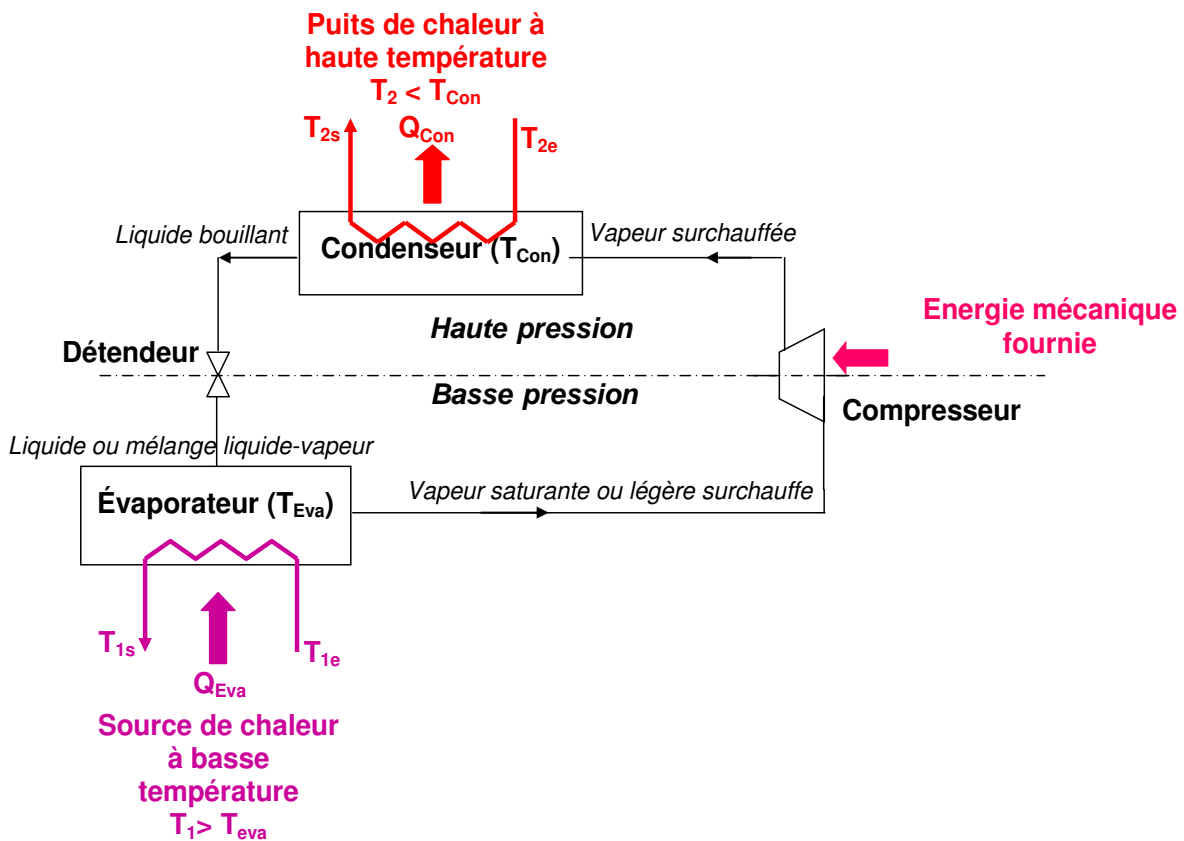 Puits de chaleur à
haute température
T2 < TCon
T2s
QCon
T2e
Liquide bouillant
Condenseur (TCon)
Vapeur surchauffée
Energie mécanique
fournie
Haute pression
Détendeur
Basse pression
Compresseur
Liquide ou mélange liquide-vapeur
Évaporateur (TEva)
Vapeur saturante ou légère surchauffe
T1s
T1e
QEva
Source de chaleur
à basse
température
T1> Teva